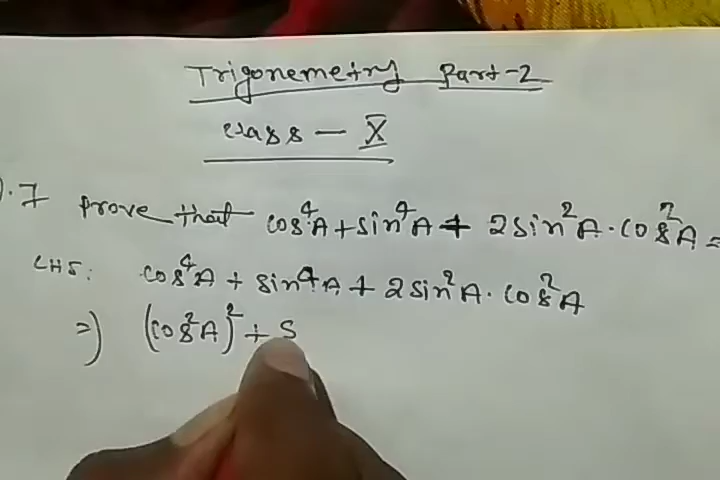 Trigonemetry Part-2
class - X
).7 Prove that cos⁴A + sin⁴A + 2sin²A · cos²A =
LHS: cos⁴A + sin⁴A + 2sin²A · cos²A
⇒) (cos²A)² + S